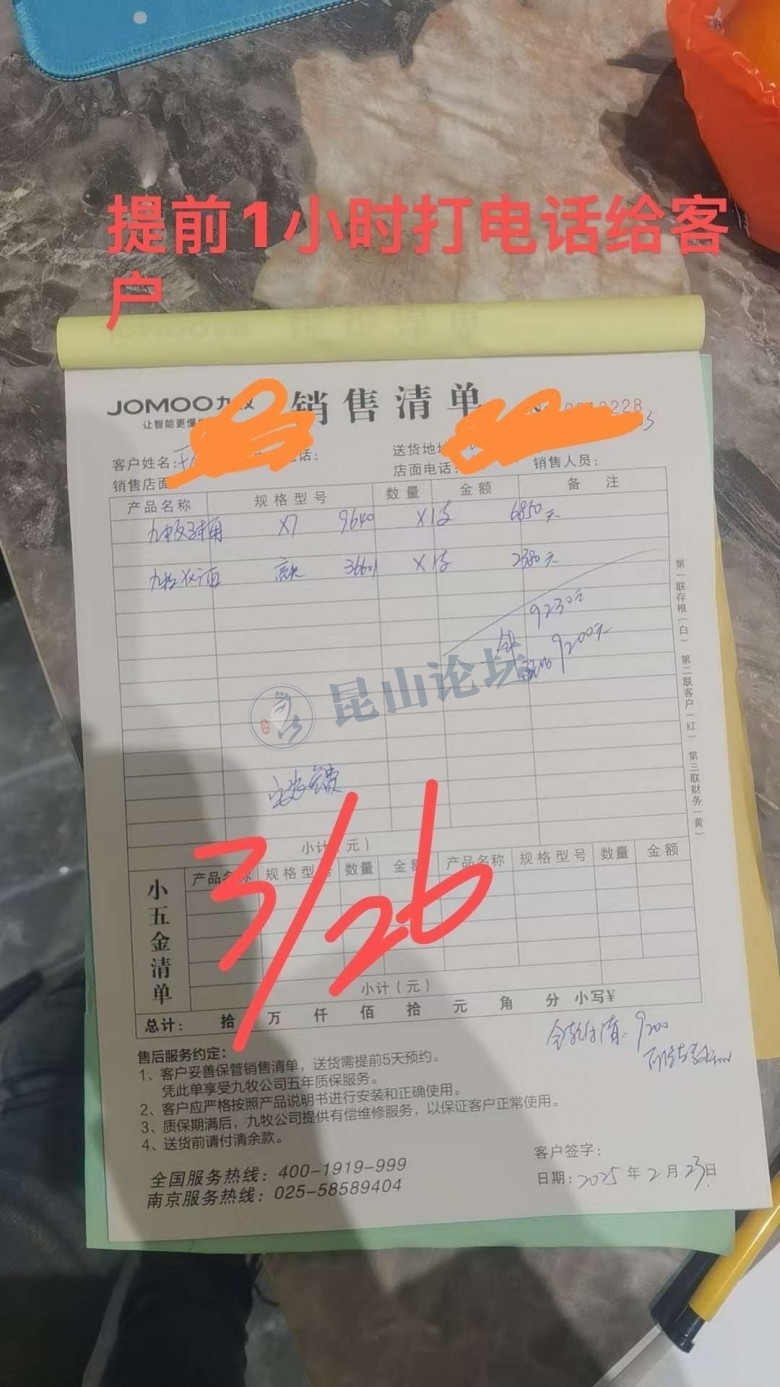 提前1小时打电话给客
户
JOMOO九牧 销售清单
让智能更懂
客户姓名: 话: 送货地址
销售店面 店面电话: 销售人员:
产品名称 规格型号 数量 金额 备注
X7 9640 X1 6850元
3660 X1 2380元
9230元
9200元
昆山论坛
3/26
小计(元)
小五金清单
产品名称 规格型号 数量 金额 产品名称 规格型号 数量 金额
小计(元)
总计: 拾 万 仟 佰 拾 元 角 分 小写¥
9200
售后服务约定:
1、客户妥善保管销售清单,送货需提前5天预约。
凭此单享受九牧公司五年质保服务。
2、客户应严格按照产品说明书进行安装和正确使用。
3、质保期满后,九牧公司提供有偿维修服务,以保证客户正常使用。
4、送货前请付清余款。
客户签字:
全国服务热线:400-1919-999
南京服务热线:025-58589404
日期:2025年2月23日
第一联存根(白) 第二联客户(红) 第三联财务(黄)